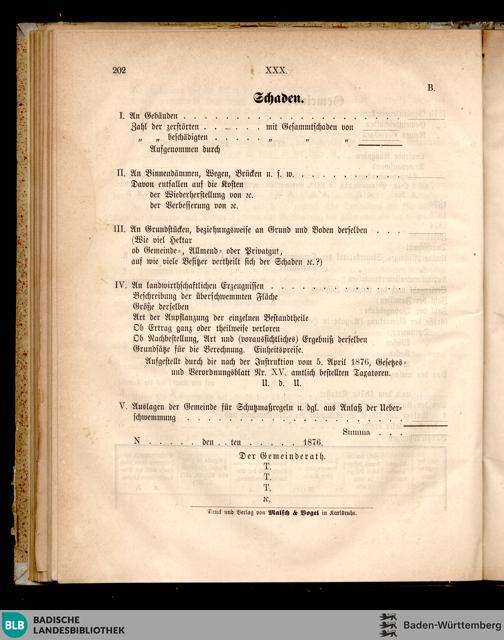 202 XXX.
B.
Schaden.
I. An Gebäuden . . . . . . . . . . . . . . . . . . . .
Zahl der zerstörten . . . . . . . mit Gesammtschaden von
„ „ beschädigten . . . . . . „ „ „
Aufgenommen durch
II. An Binnendämmen, Wegen, Brücken u. s. w. . . . . . . . . . . .
Davon entfallen auf die Kosten
der Wiederherstellung von ꝛc.
der Verbesserung von ꝛc.
III. An Grundstücken, beziehungsweise an Grund und Boden derselben . . .
(Wie viel Hektar
ob Gemeinde-, Allmend- oder Privatgut,
auf wie viele Besitzer vertheilt sich der Schaden ꝛc.?)
IV. An landwirthschaftlichen Erzeugnissen . . . . . . . . . . . . .
Beschreibung der überschwemmten Fläche
Größe derselben
Art der Anpflanzung der einzelnen Bestandtheile
Ob Ertrag ganz oder theilweise verloren
Ob Nachbestellung, Art und (voraussichtliches) Ergebniß derselben
Grundsätze für die Berechnung. Einheitspreise.
Aufgestellt durch die nach der Instruktion vom 5. April 1876, Gesetzes-
und Verordnungsblatt Nr. XV. amtlich bestellten Taxatoren.
U. d. U.
V. Auslagen der Gemeinde für Schutzmaßregeln u. dgl. aus Anlaß der Ueber-
schwemmung . . . . . . . . . . . . . . . . . . . .
Summa . . .
N . . . . . den . . ten . . . . . 1876.
Der Gemeinderath.
T.
T.
T.
ꝛc.
Druck und Verlag von Malsch & Vogel in Karlsruhe.
BLB BADISCHE
LANDESBIBLIOTHEK
Baden-Württemberg